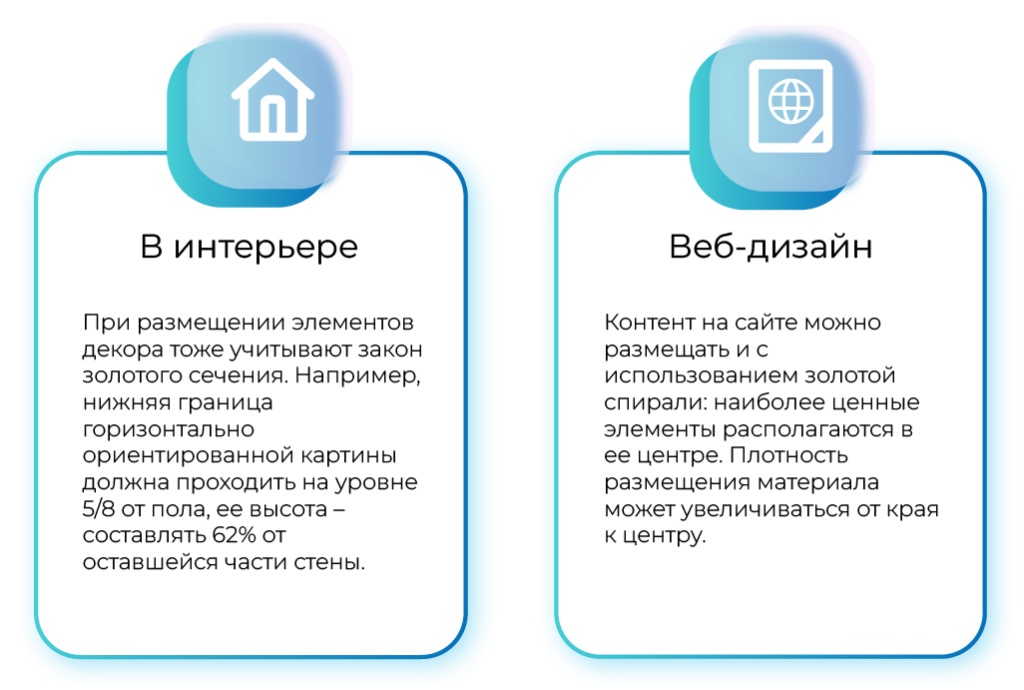 В интерьере
При размещении элементов
декора тоже учитывают закон
золотого сечения. Например,
нижняя граница
горизонтально
ориентированной картины
должна проходить на уровне
5/8 от пола, ее высота –
составлять 62% от
оставшейся части стены.
Веб-дизайн
Контент на сайте можно
размещать и с
использованием золотой
спирали: наиболее ценные
элементы располагаются в
ее центре. Плотность
размещения материала
может увеличиваться от края
к центру.